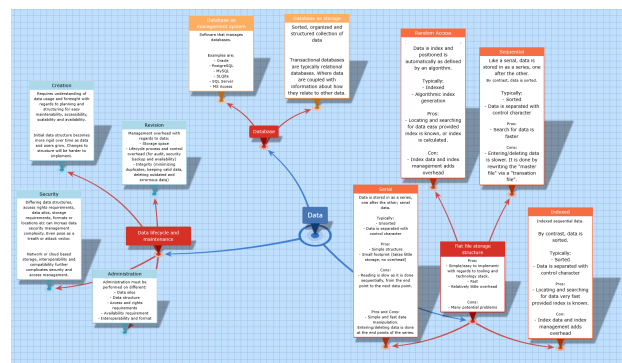 Database as
management system
Software that manages
databases.
Examples are:
- Oracle
- PostgreSQL
- MySQL
- SLQite
- SQL Server
- MS Access
Database as storage
Sorted, organized and
structured collection of
data
Transactional databases
are typically relational
databases. Where data
are coupled with
information about how
they relate to other data.
Random Access
Data is index and
positioned is
automatically as defined
by an algorithm.
Typically:
- Indexed
- Algorithmic index
generation
Pros:
- Locating and searching
for data easy provided
index is known, or index
is calculated.
Con:
- Index data and index
management adds
overhead
Sequential
Like a serial, data is
stored in as a series, one
after the other.
By contrast, data is sorted.
Typically:
- Sorted
- Data is separated with
control character
Pros:
- Search for data is
faster
Con:
- Entering/deleting data
is slower. It is done by
rewriting the "master
file" via a "transation
file".
Creation
Requires understanding of
data usage and foresight with
regards to planning and
structuring for easy
maintenance, accessibility,
scalability and availability.
Initial data structure becomes
more rigid over time as data
and users grow. Changes to
structure will be harder to
implement.
Revision
Management overhead with
regards to data:
- Storage space
- Lifecycle process and control
overhead (for audit, security
backup and availability)
- Integrity (minimising
duplicates, keeping valid data,
deleting outdated and
erroneous data)
Database
Security
Differing data structures,
access rights requirements,
data silos, storage
requirements, formats or
locations etc can increase data
security management
complexity. Even pose as a
breath or attack vector.
Network or cloud based
storage, interoperability and
compatability further
complicates security and
access management.
Data lifecycle and
maintenance
Data
Administration
Administration must be
performed on different:
- Data silos
- Data structure
- Access and rights
requirements
- Availability requirement
- Interoperability and format
Serial
Data is stored in as a series,
one after the other; serial
data.
Typically:
- Unsorted
- Data is separated with
control character
Pros:
- Simple structure
- Small footprint (takes little
storage, no overhead)
Cons:
- Reading is slow as it is done
sequentially, from the end
point to the next data point.
Pros and Cons:
- Simple and fast data
manipulation.
Entering/deleting data is done
at the end points of the series.
Flat file storage
structure
Pros:
- Simple/easy to implement
with regards to tooling and
technology stack.
- Fast
- Relatively little overhead
Cons:
- Many potential problems
Indexed
Indexed sequential data.
By contrast, data is
sorted.
Typically:
- Sorted
- Data is separated with
control character
Pros:
- Locating and searching
for data very fast
provided index is known.
Con:
- Index data and index
management adds
overhead